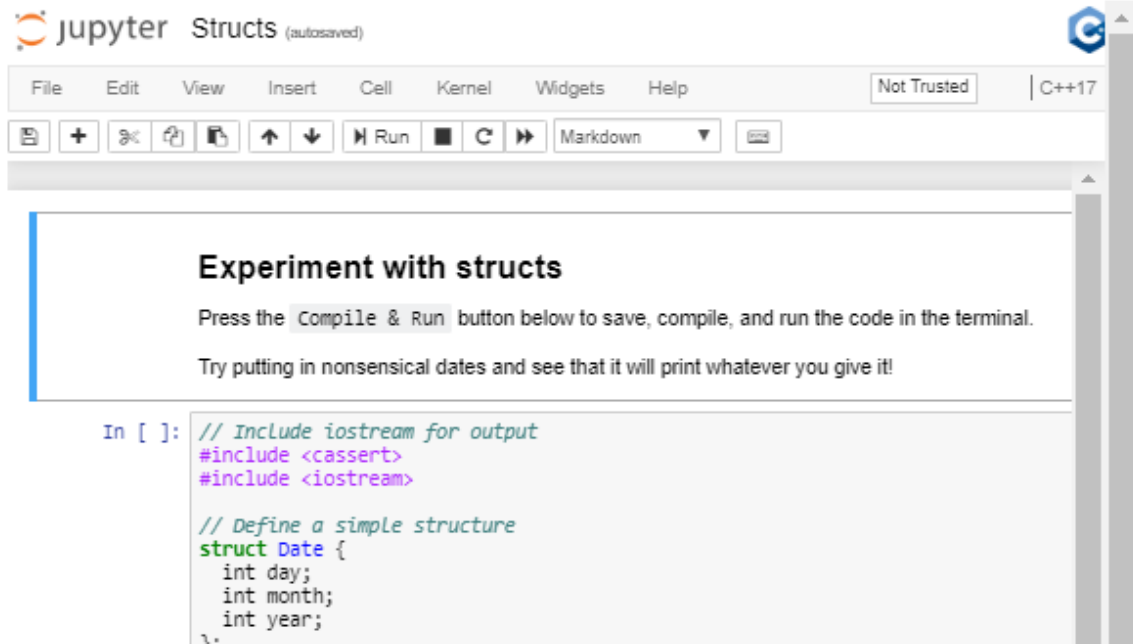 jupyter Structs (autosaved)
File Edit View Insert Cell Kernel Widgets Help Not Trusted C++17
Run Markdown
Experiment with structs
Press the Compile & Run button below to save, compile, and run the code in the terminal.
Try putting in nonsensical dates and see that it will print whatever you give it!
In [ ]: // Include iostream for output
#include <cassert>
#include <iostream>
// Define a simple structure
struct Date {
int day;
int month;
int year;
};